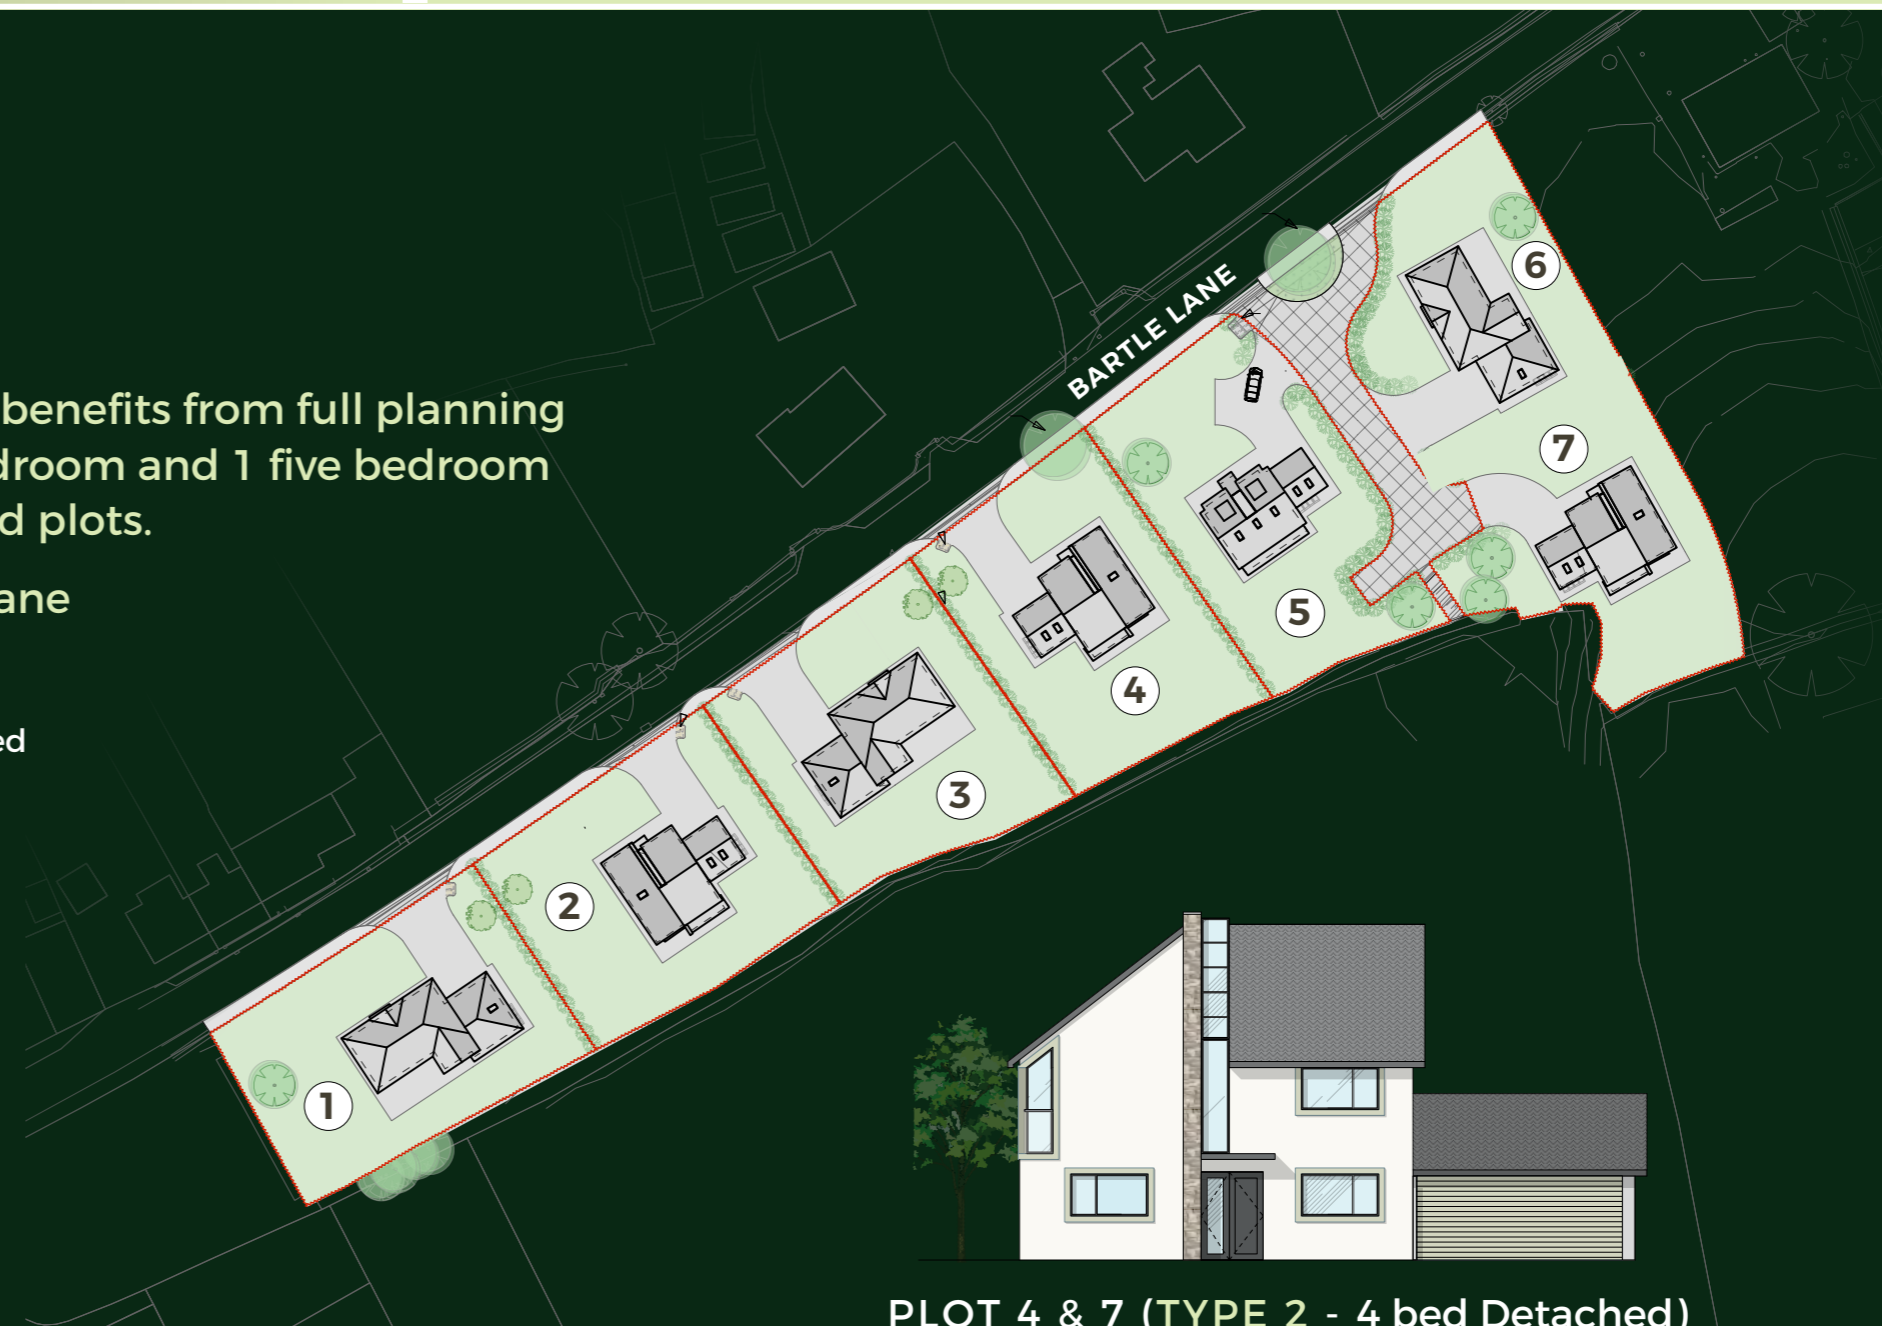 benefits from full planning
droom and 1 five bedroom
d plots.
ane
ed
BARTLE LANE
6
7
5
4
3
2
1
PLOT 4 & 7 (TYPE 2 - 4 bed Detached)